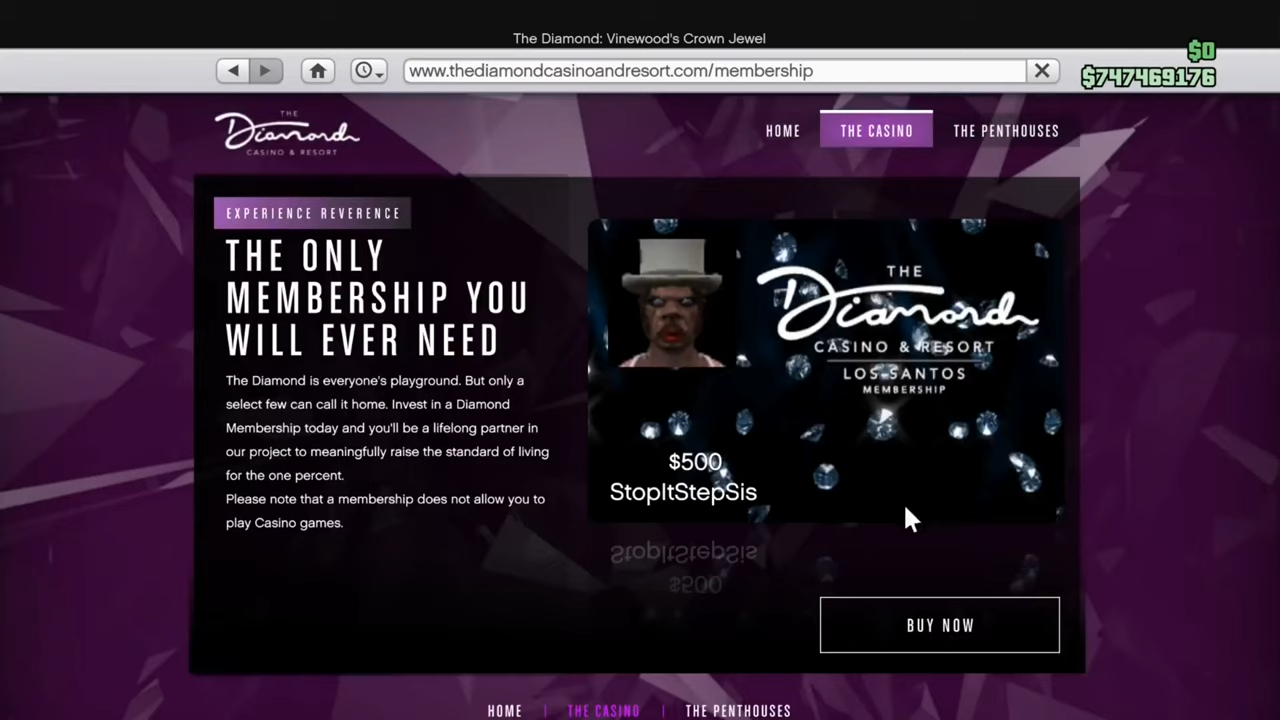 The Diamond: Vinewood's Crown Jewel
$0
www.thediamondcasinoandresort.com/membership
$747469176
THE
Diamond
CASINO & RESORT
HOME
THE CASINO
THE PENTHOUSES
EXPERIENCE REVERENCE
THE ONLY
MEMBERSHIP YOU
WILL EVER NEED
The Diamond is everyone's playground. But only a
select few can call it home. Invest in a Diamond
Membership today and you'll be a lifelong partner in
our project to meaningfully raise the standard of living
for the one percent.
Please note that a membership does not allow you to
play Casino games.
THE
Diamond
CASINO & RESORT
LOS SANTOS
MEMBERSHIP
$500
StopItStepSis
StopItStepSis
$500
BUY NOW
HOME | THE CASINO | THE PENTHOUSES